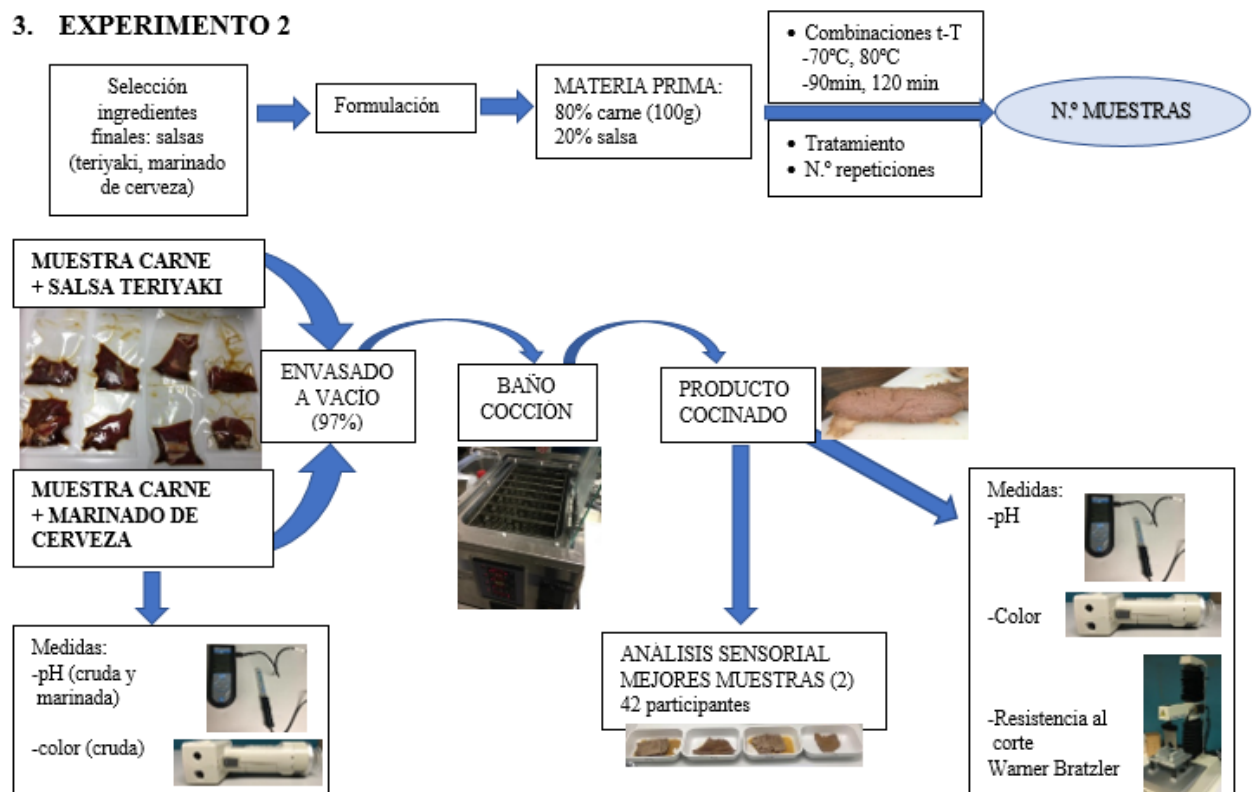 3. EXPERIMENTO 2
Selección
ingredientes
finales: salsas
(teriyaki, marinado
de cerveza)
Formulación
MATERIA PRIMA:
80% carne (100g)
20% salsa
• Combinaciones t-T
-70ºC, 80ºC
-90min, 120 min
• Tratamiento
• N.º repeticiones
N.º MUESTRAS
MUESTRA CARNE
+ SALSA TERIYAKI
MUESTRA CARNE
+ MARINADO DE
CERVEZA
ENVASADO
A VACÍO
(97%)
BAÑO
COCCIÓN
PRODUCTO
COCINADO
Medidas:
-pH (cruda y
marinada)
-color (cruda)
ANÁLISIS SENSORIAL
MEJORES MUESTRAS (2)
42 participantes
Medidas:
-pH
-Color
-Resistencia al
corte
Warner Bratzler